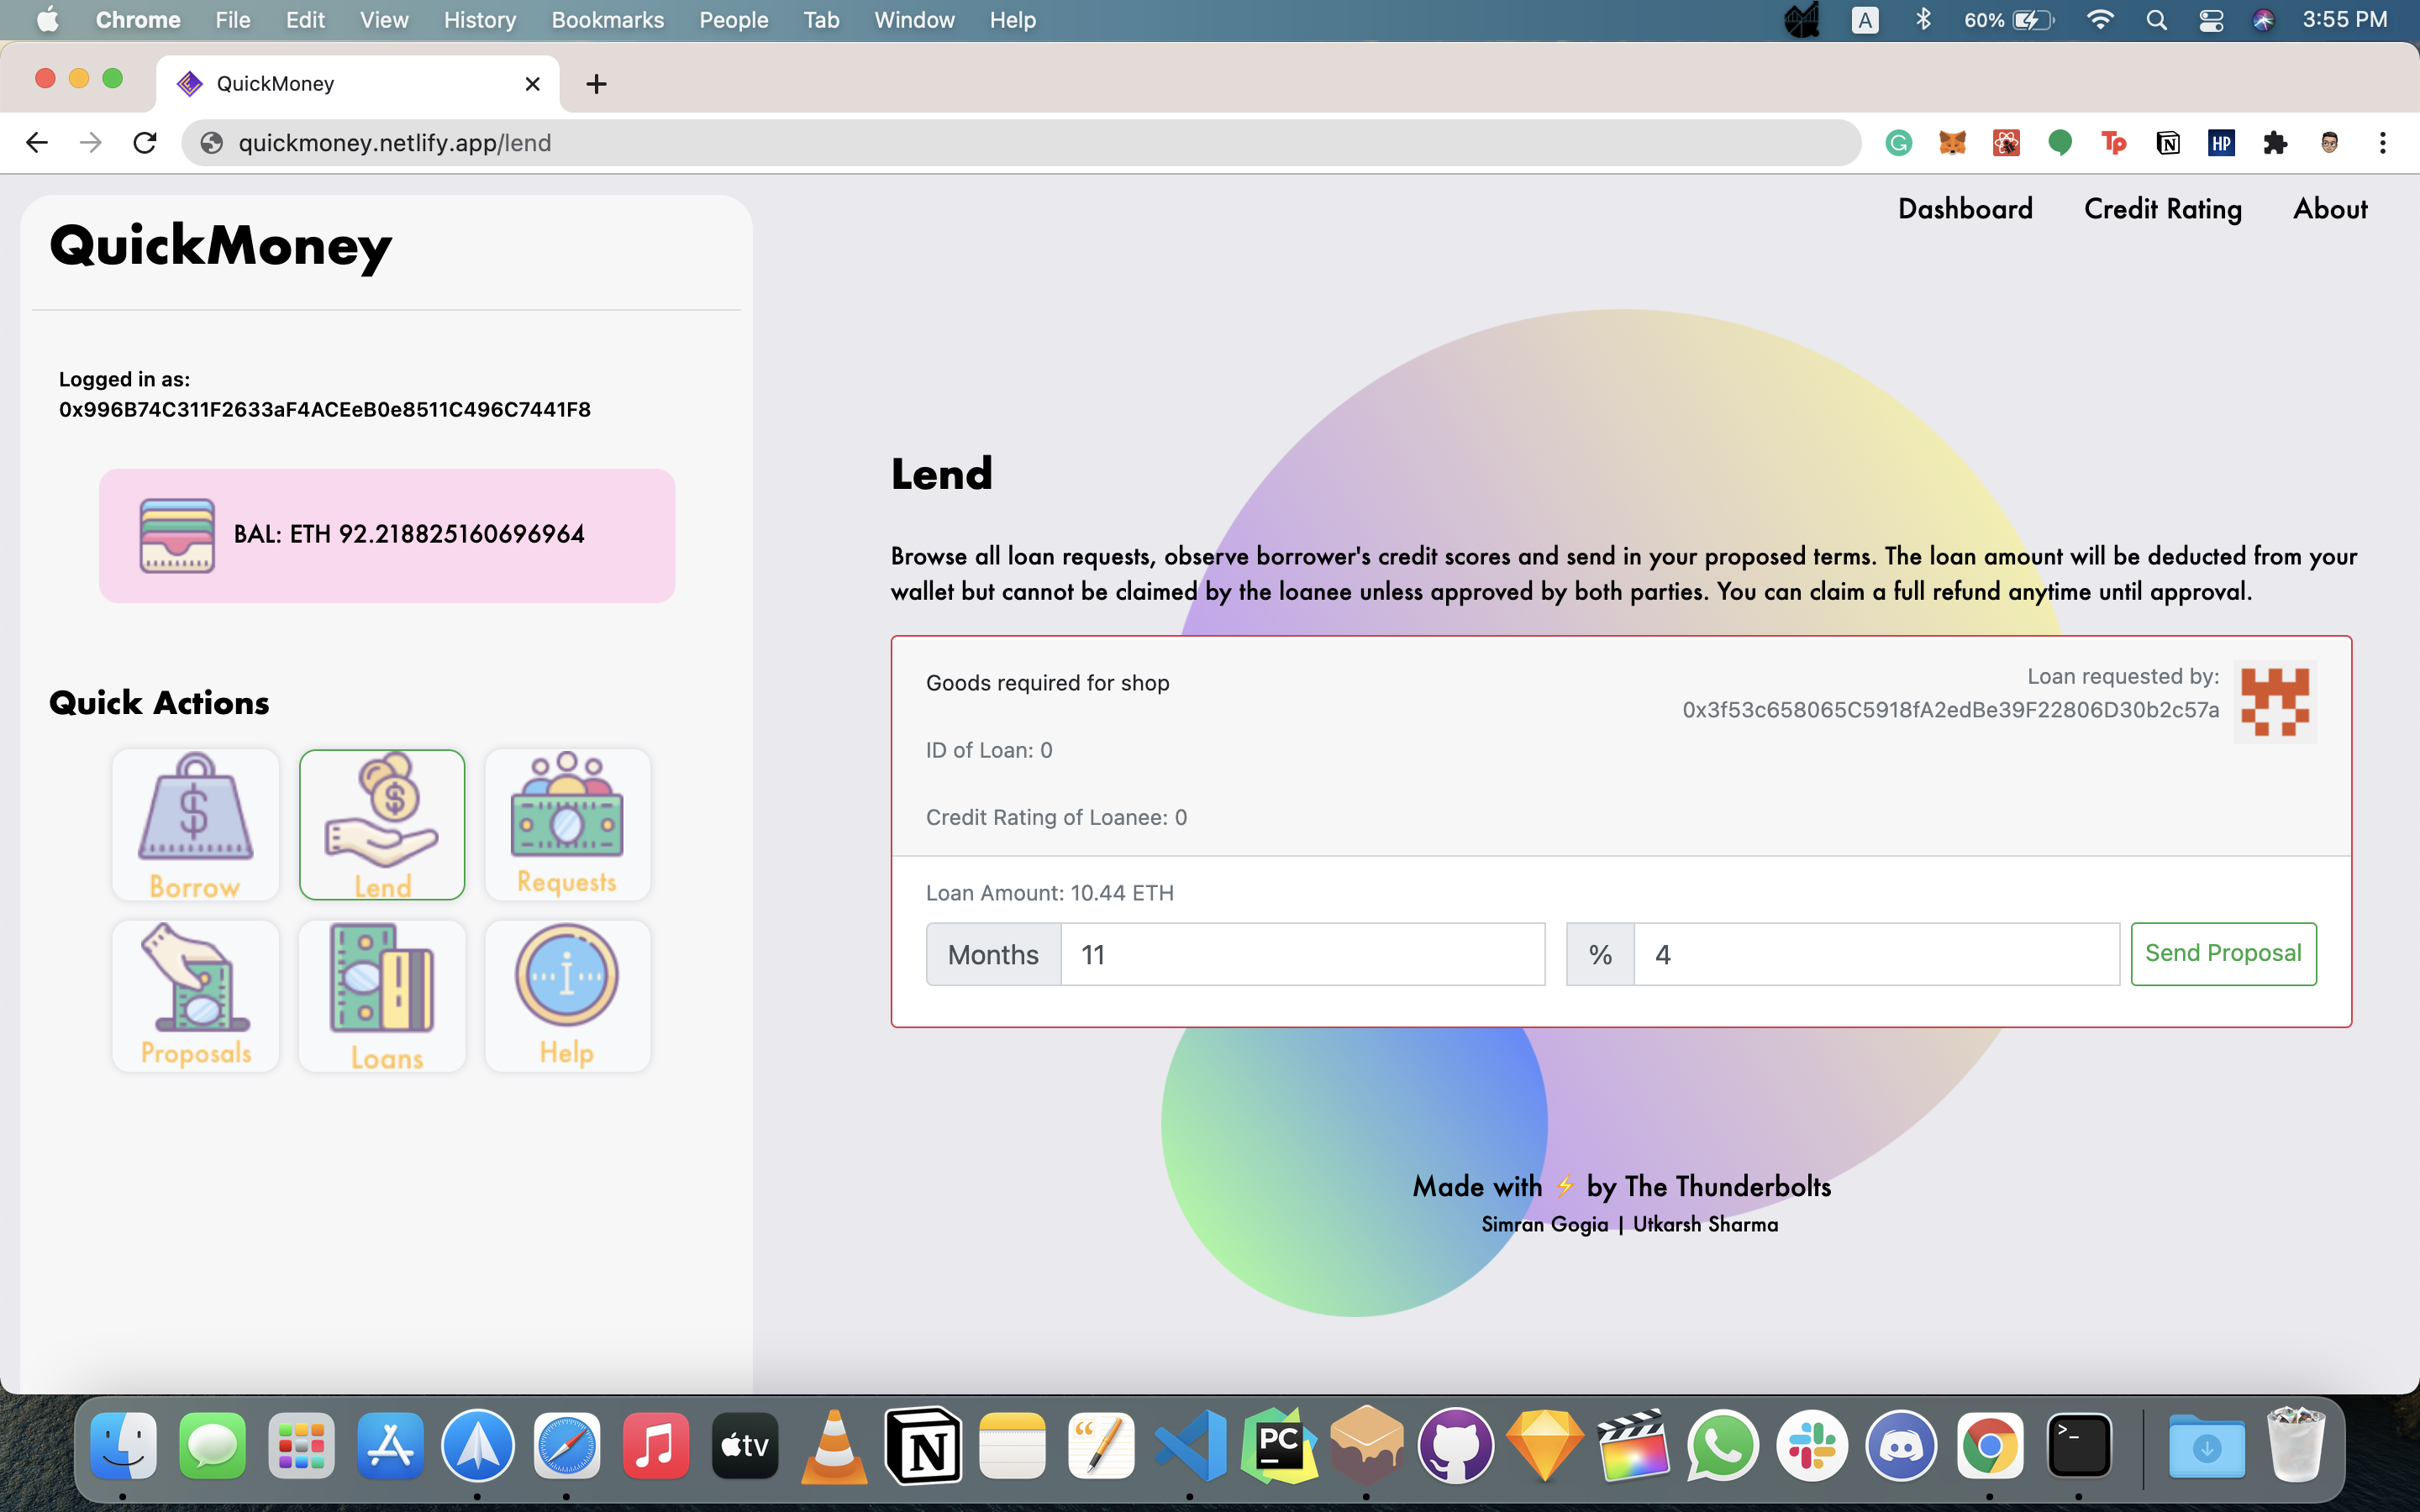 Chrome File Edit View History Bookmarks People Tab Window Help A 60% 3:55 PM
QuickMoney
quickmoney.netlify.app/lend
G Tp N HP
QuickMoney
Dashboard Credit Rating About
Logged in as:
0x996B74C311F2633aF4ACEeB0e8511C496C7441F8
BAL: ETH 92.218825160696964
Quick Actions
Borrow Lend Requests
Proposals Loans Help
Lend
Browse all loan requests, observe borrower's credit scores and send in your proposed terms. The loan amount will be deducted from your
wallet but cannot be claimed by the loanee unless approved by both parties. You can claim a full refund anytime until approval.
Goods required for shop
Loan requested by:
0x3f53c658065C5918fA2edBe39F22806D30b2c57a
ID of Loan: 0
Credit Rating of Loanee: 0
Loan Amount: 10.44 ETH
Months 11 % 4 Send Proposal
Made with ⚡ by The Thunderbolts
Simran Gogia | Utkarsh Sharma
tv N PC >_